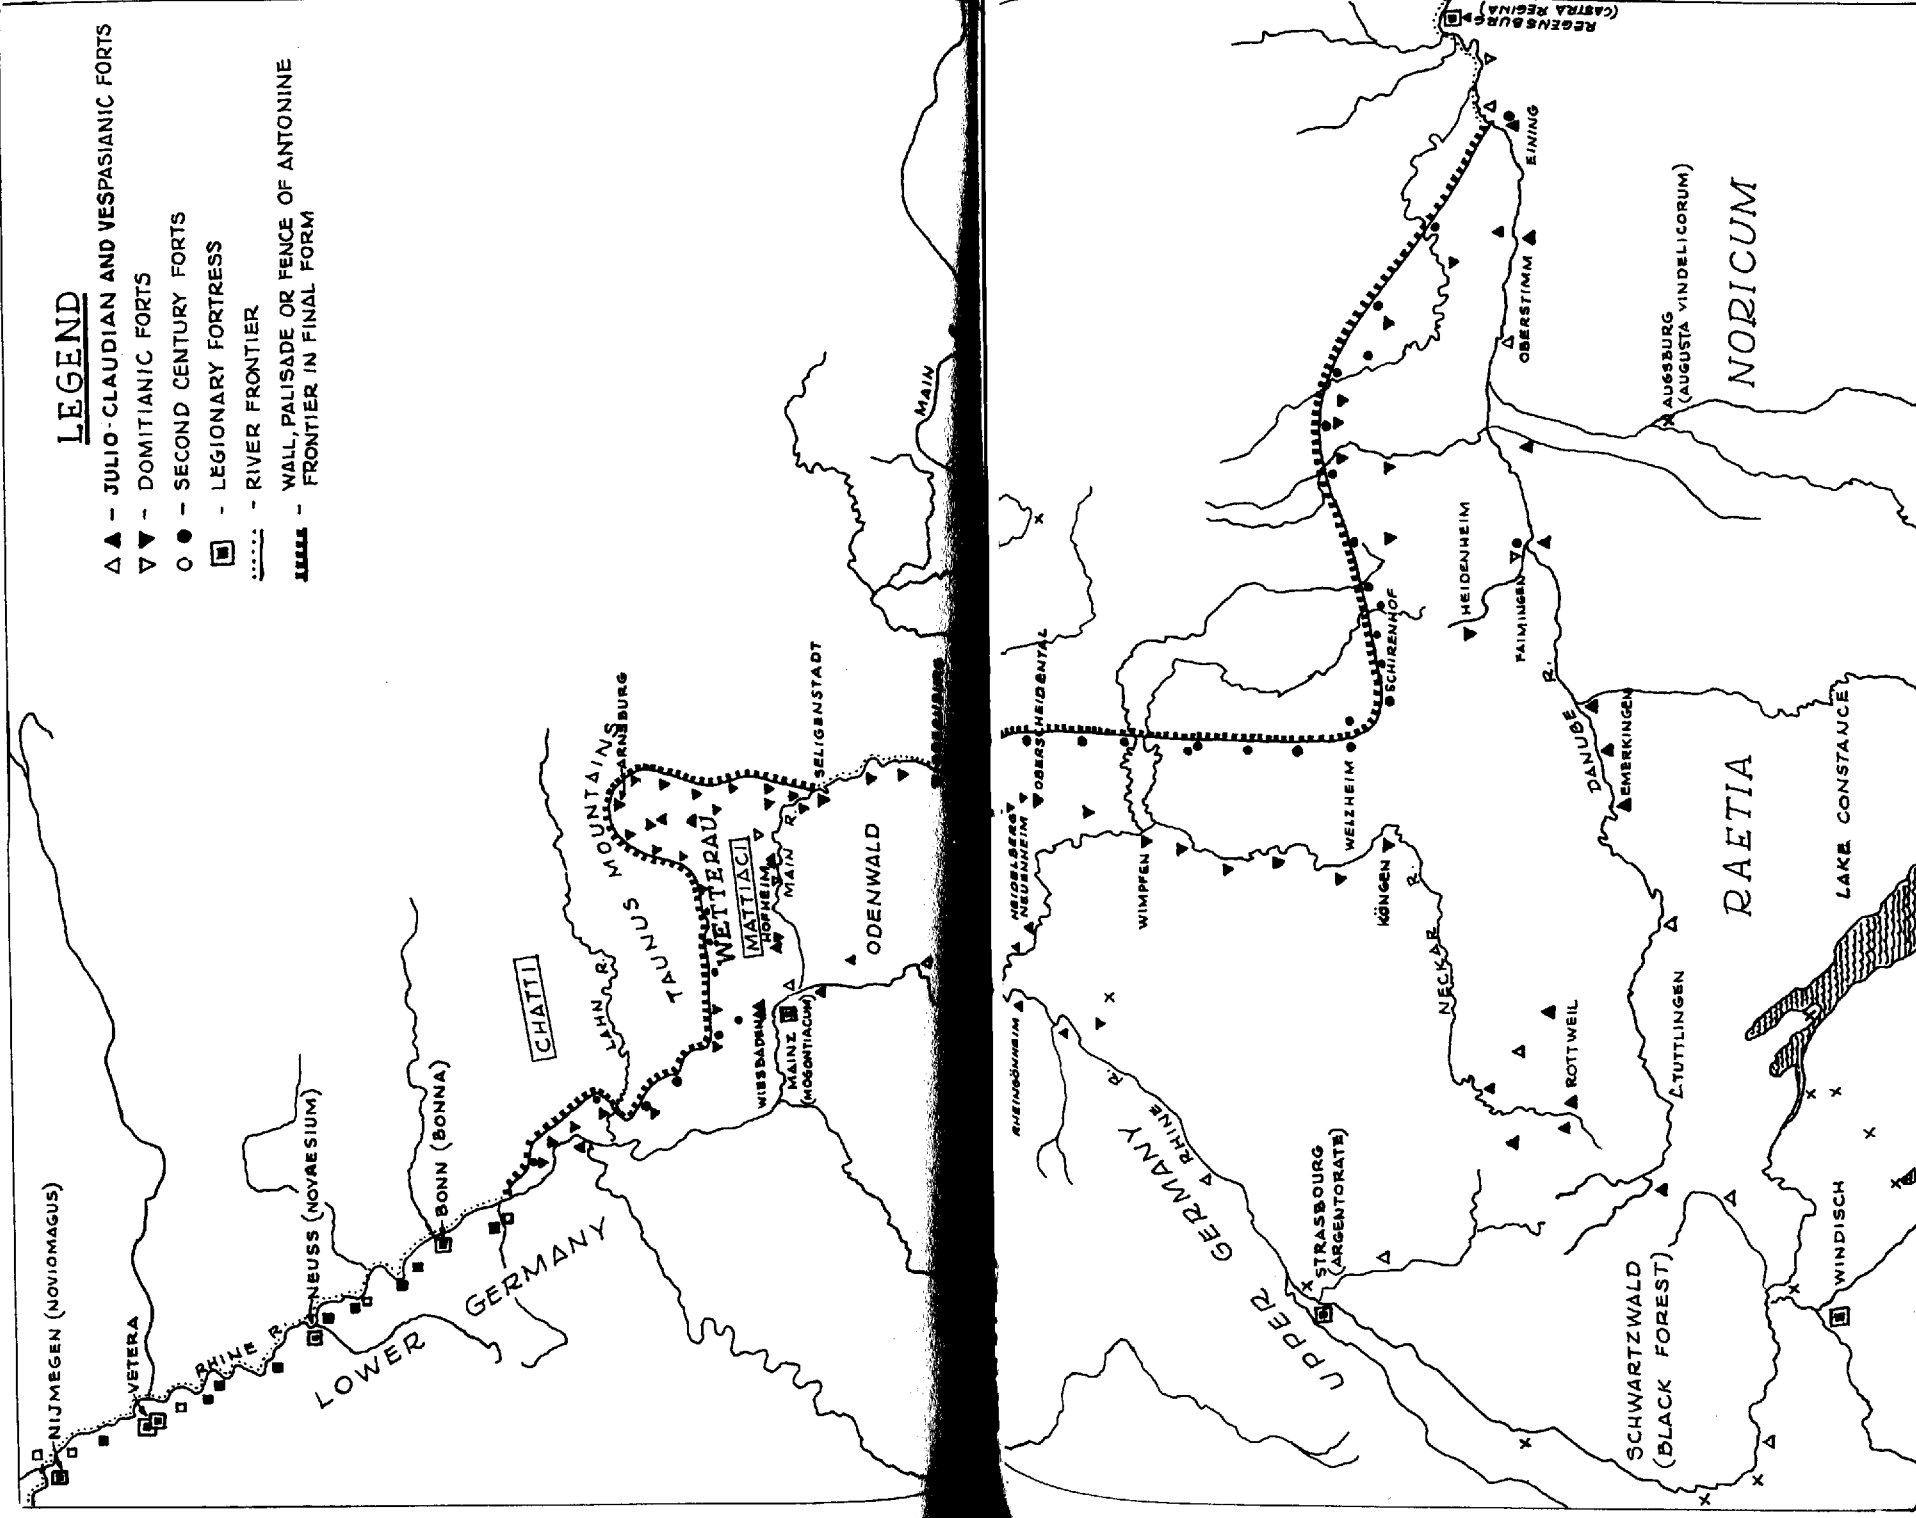 LEGEND
△▲ - JULIO-CLAUDIAN AND VESPASIANIC FORTS
▽▼ - DOMITIANIC FORTS
○● - SECOND CENTURY FORTS
- LEGIONARY FORTRESS
- RIVER FRONTIER
- WALL, PALISADE OR FENCE OF ANTONINE
FRONTIER IN FINAL FORM
NIJMEGEN (NOVIOMAGUS)
VETERA
RHINE R.
NEUSS (NOVAESIUM)
BONN (BONNA)
LOWER GERMANY
CHATTI
LAHN R.
TAUNUS MOUNTAINS
ARNSBURG
WETTERAU
MATTIACI
HOFHEIM
MAIN R.
WIESBADEN
MAINZ
(MOGONTIACUM)
SELIGENSTADT
ODENWALD
MAIN
REGENSBURG
(CASTRA REGINA)
EINING
OBERSTIMM
AUGSBURG
(AUGUSTA VINDELICORUM)
NORICUM
HEIDENHEIM
FAIMINGEN
SCHIRENHOF
OBERSCHEIDENTAL
HEIDELBERG
NEUENHEIM
WIMPFEN
WELZHEIM
KÖNGEN
NECKAR R.
DANUBE R.
EMERKINGEN
RAETIA
LAKE CONSTANCE
RHEINGÖNHEIM
RHINE R.
UPPER GERMANY
STRASBOURG
(ARGENTORATE)
ROTTWEIL
TUTTLINGEN
SCHWARTZWALD
(BLACK FOREST)
WINDISCH